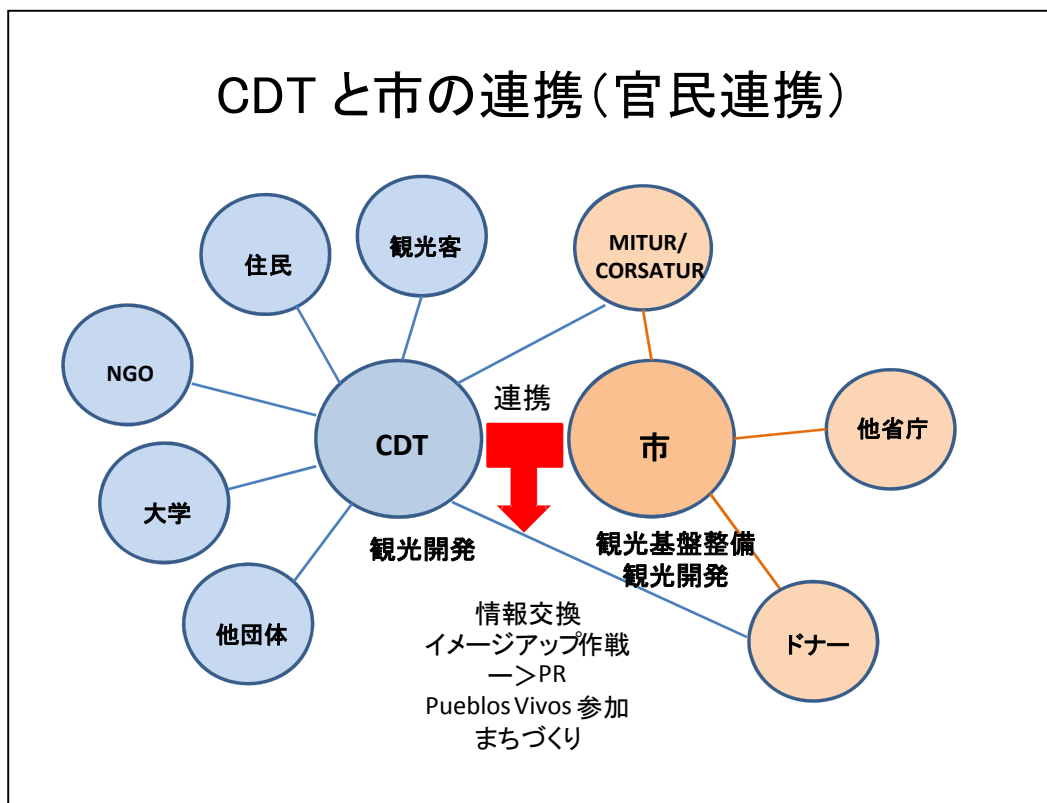 CDT と市の連携(官民連携)
観光客
MITUR/
CORSATUR
住民
NGO
連携
他省庁
CDT
市
大学
観光開発
観光基盤整備
観光開発
他団体
情報交換
イメージアップ作戦
ー＞PR
Pueblos Vivos 参加
まちづくり
ドナー